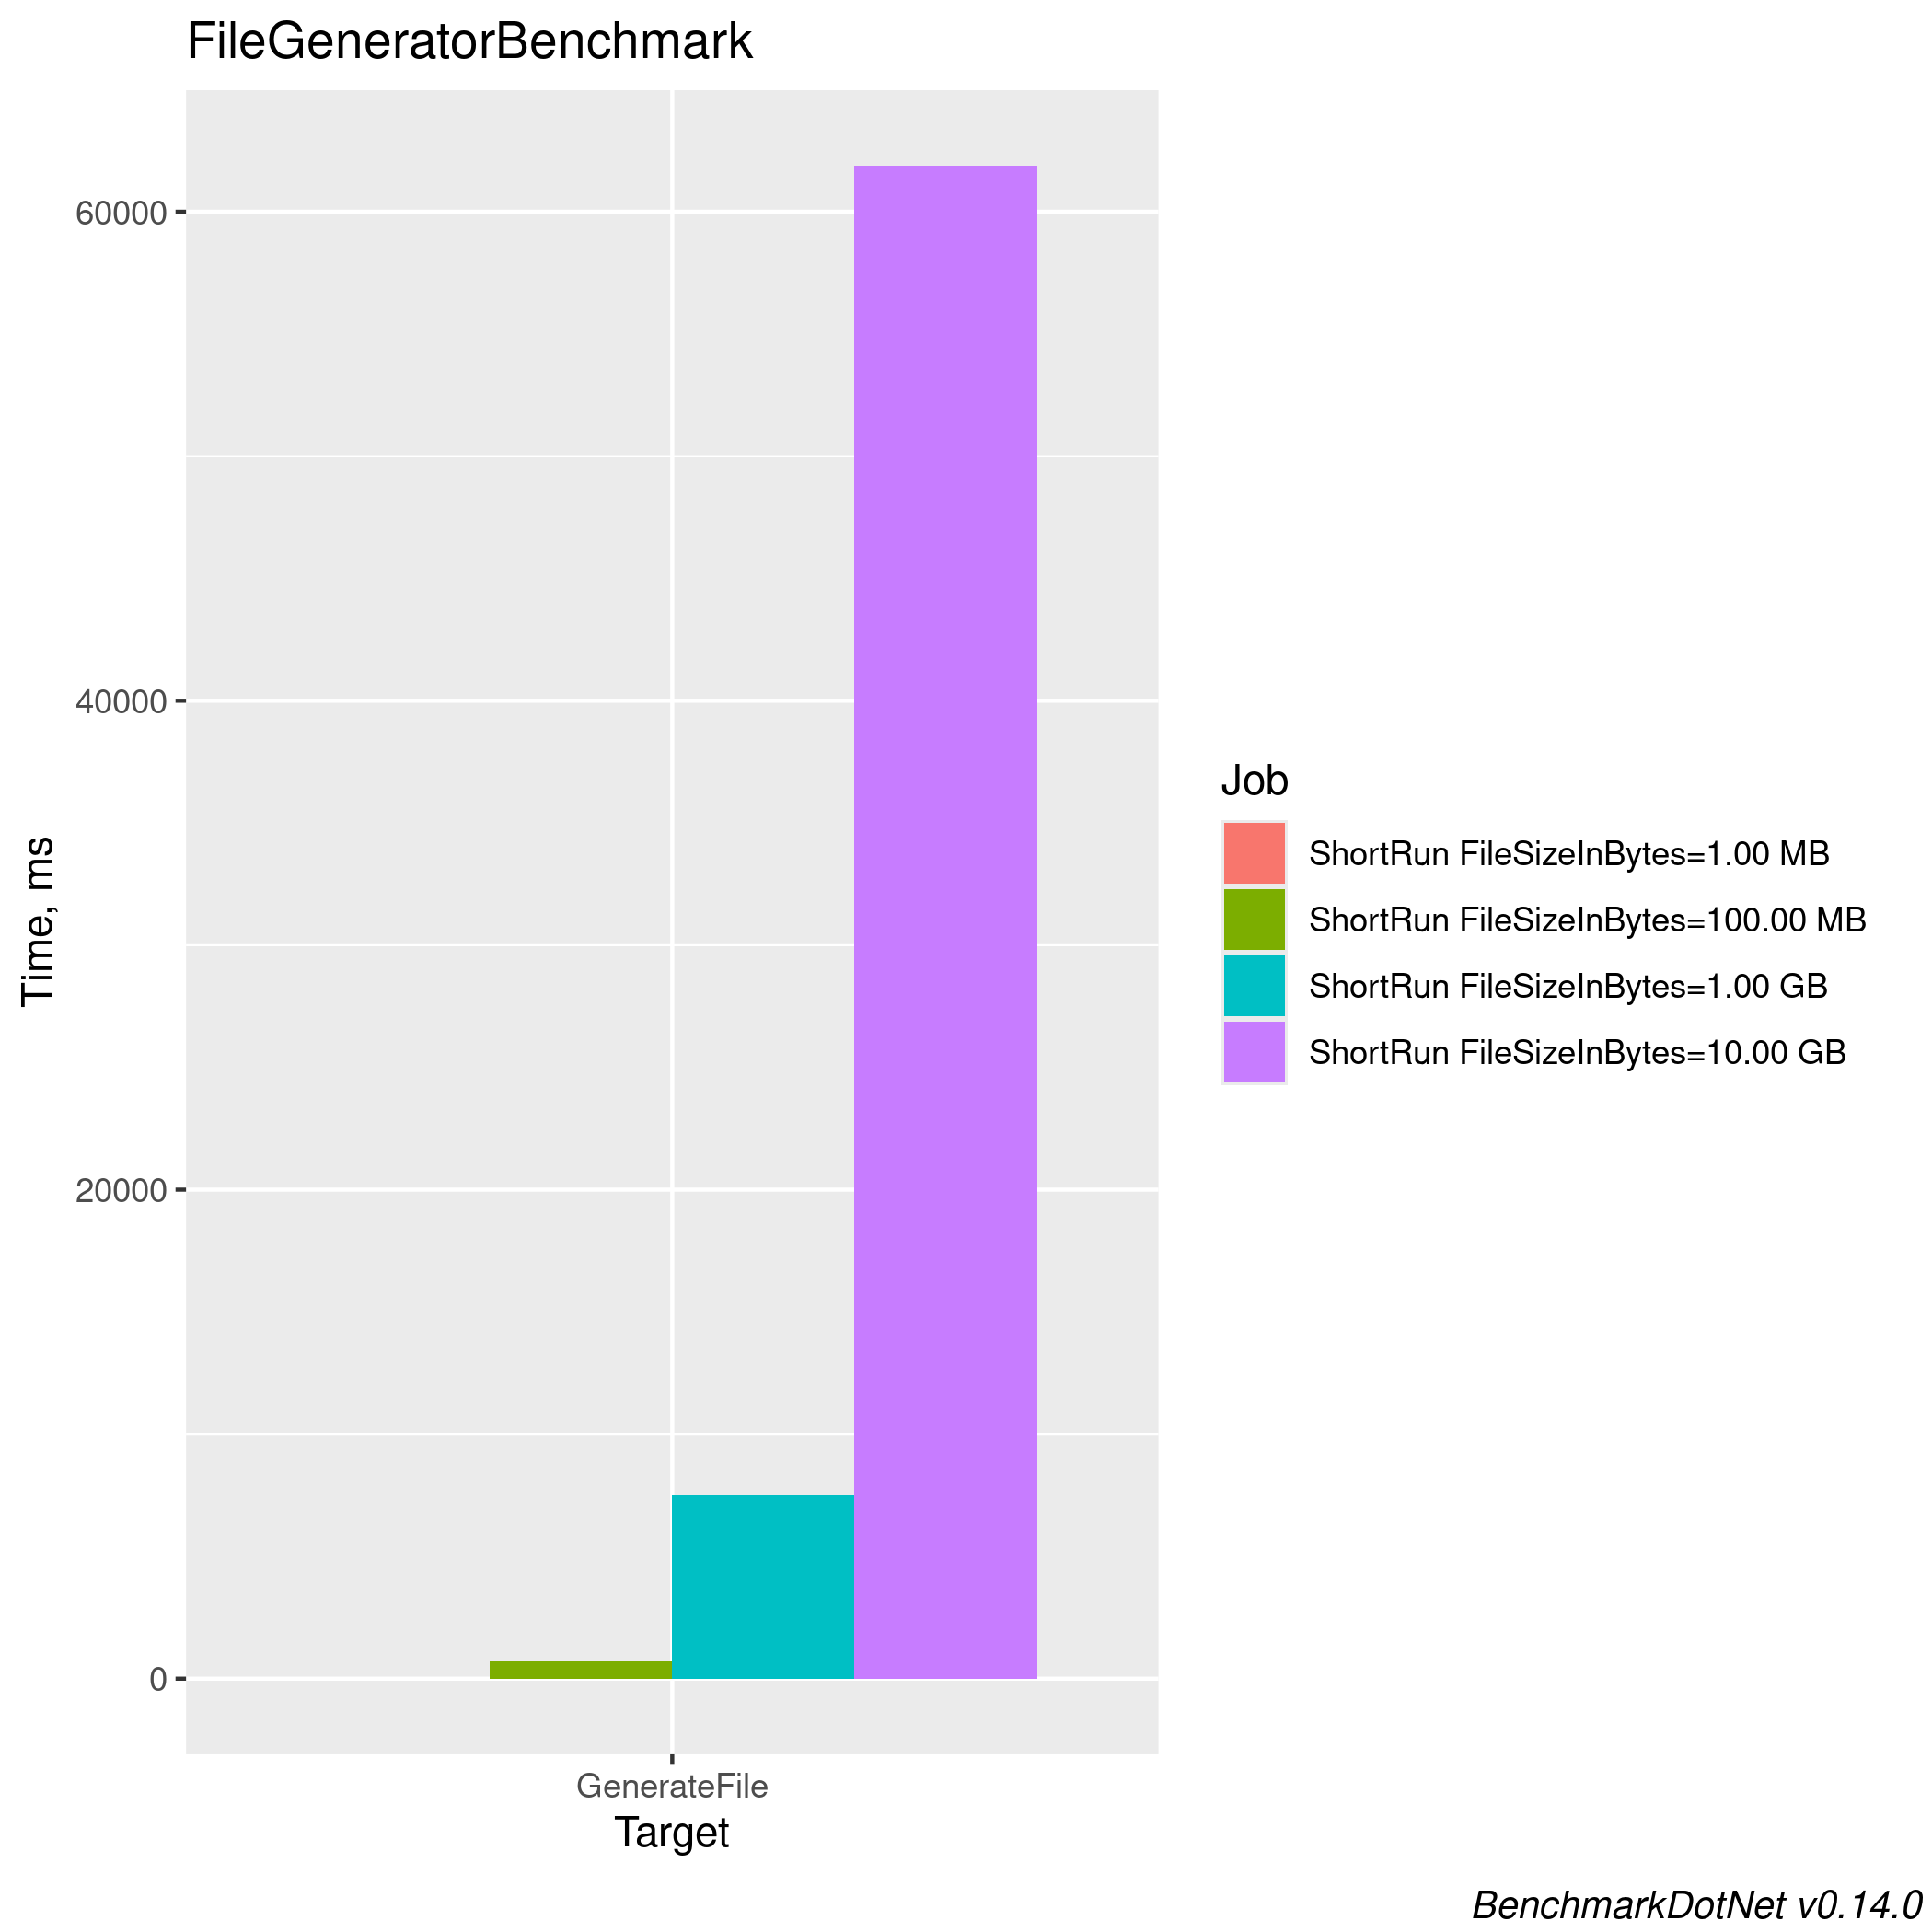 FileGeneratorBenchmark
Time, ms
60000
40000
20000
0
GenerateFile
Target
Job
ShortRun FileSizeInBytes=1.00 MB
ShortRun FileSizeInBytes=100.00 MB
ShortRun FileSizeInBytes=1.00 GB
ShortRun FileSizeInBytes=10.00 GB
BenchmarkDotNet v0.14.0